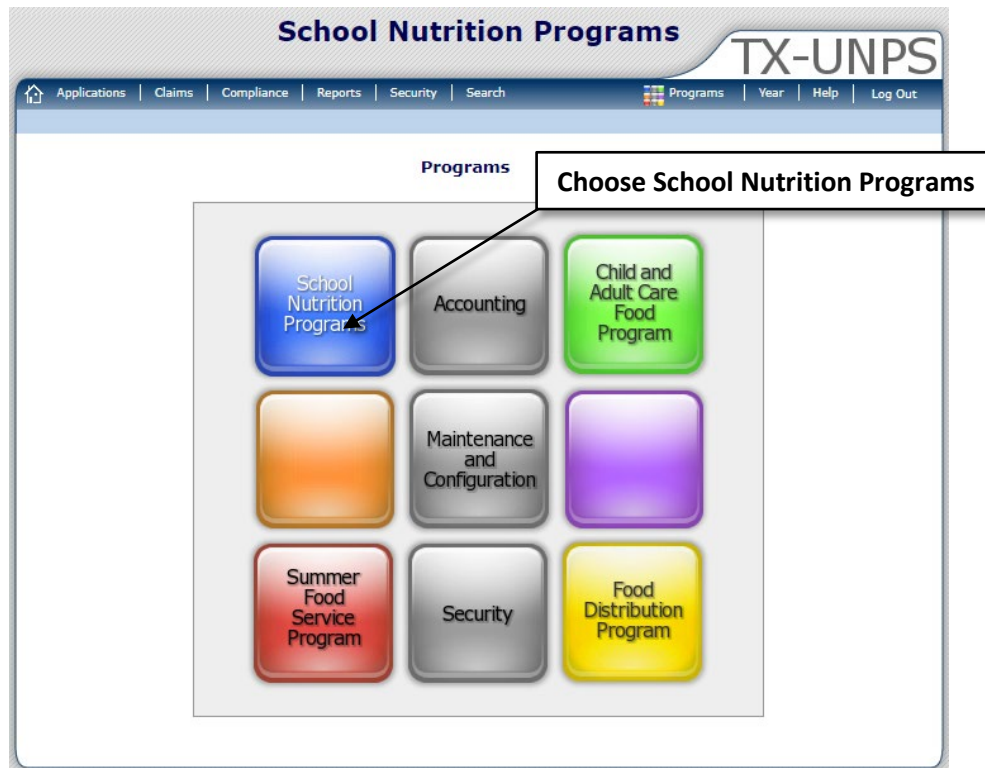 School Nutrition Programs
TX-UNPS
Applications | Claims | Compliance | Reports | Security | Search Programs | Year | Help | Log Out
Programs
Choose School Nutrition Programs
School
Nutrition
Programs
Accounting
Child and
Adult Care
Food
Program
Maintenance
and
Configuration
Summer
Food
Service
Program
Security
Food
Distribution
Program